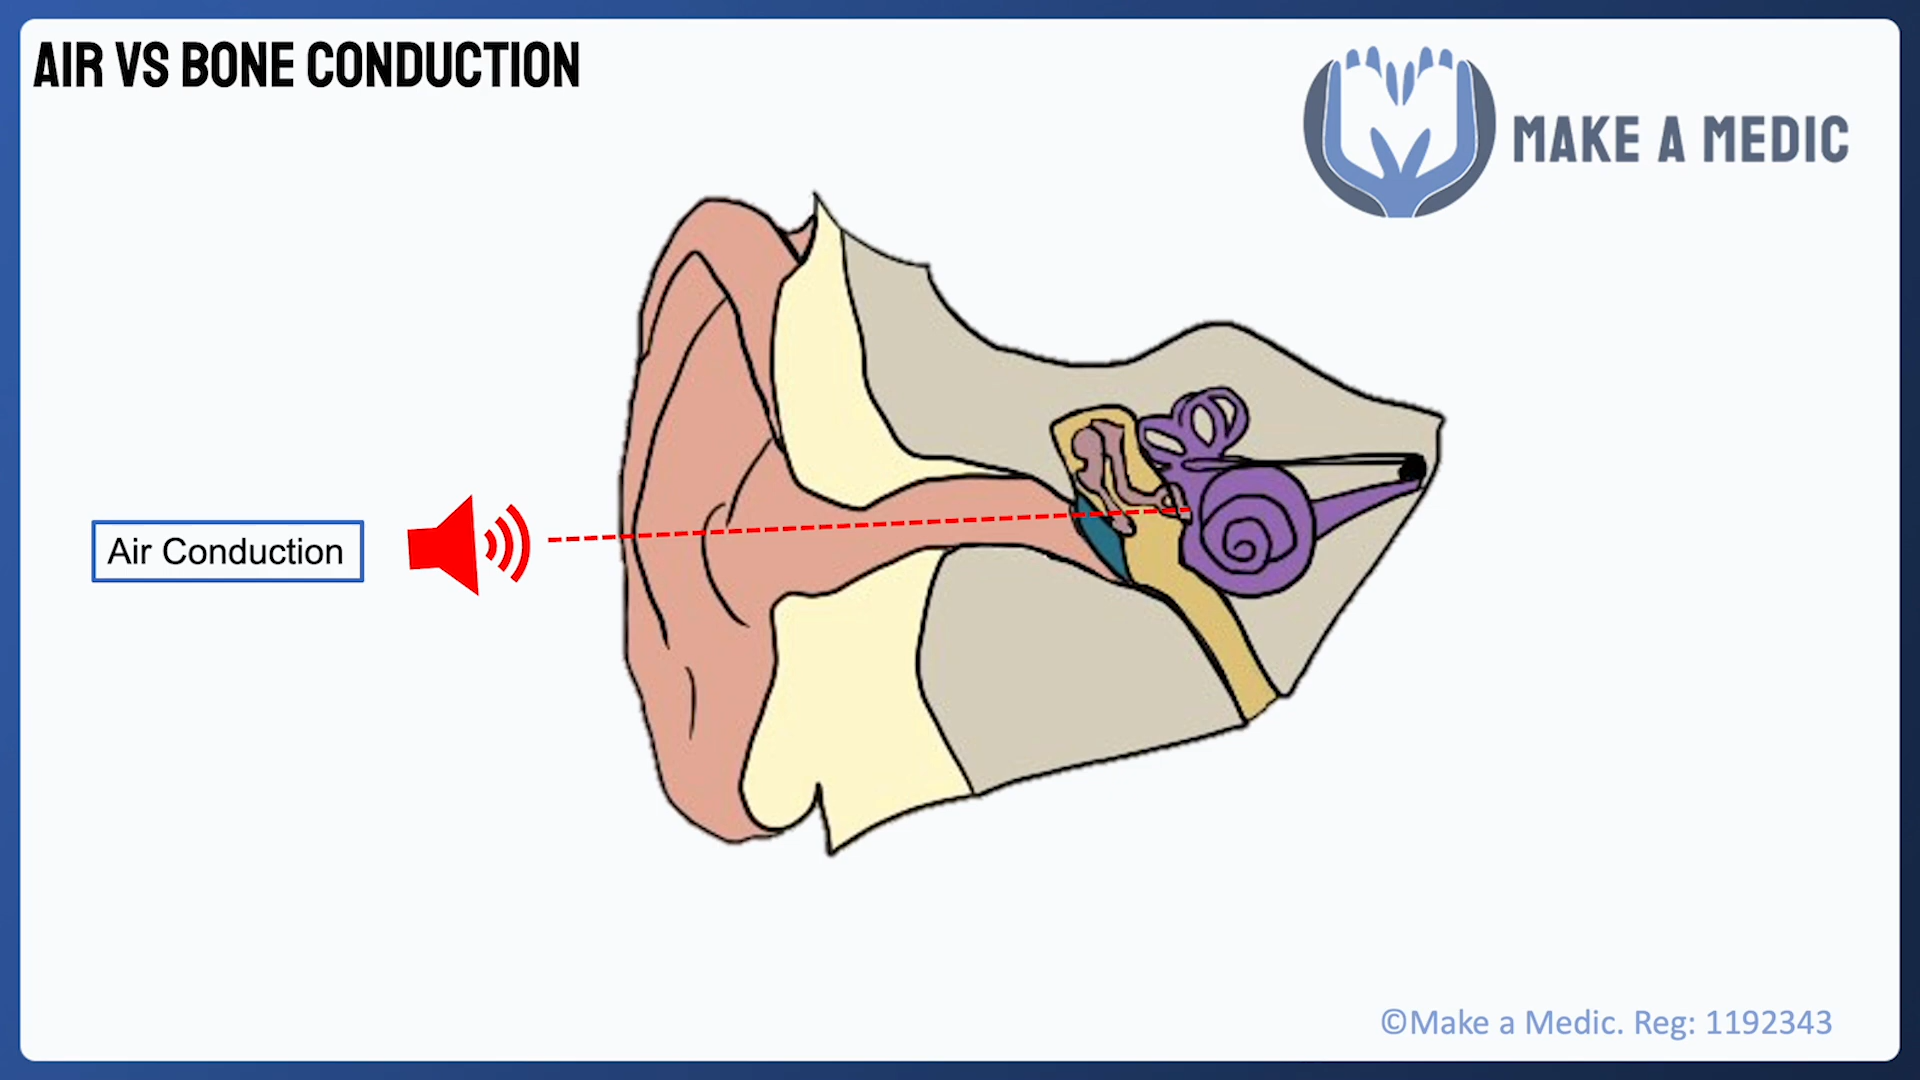 AIR VS BONE CONDUCTION
MAKE A MEDIC
Air Conduction
©Make a Medic. Reg: 1192343